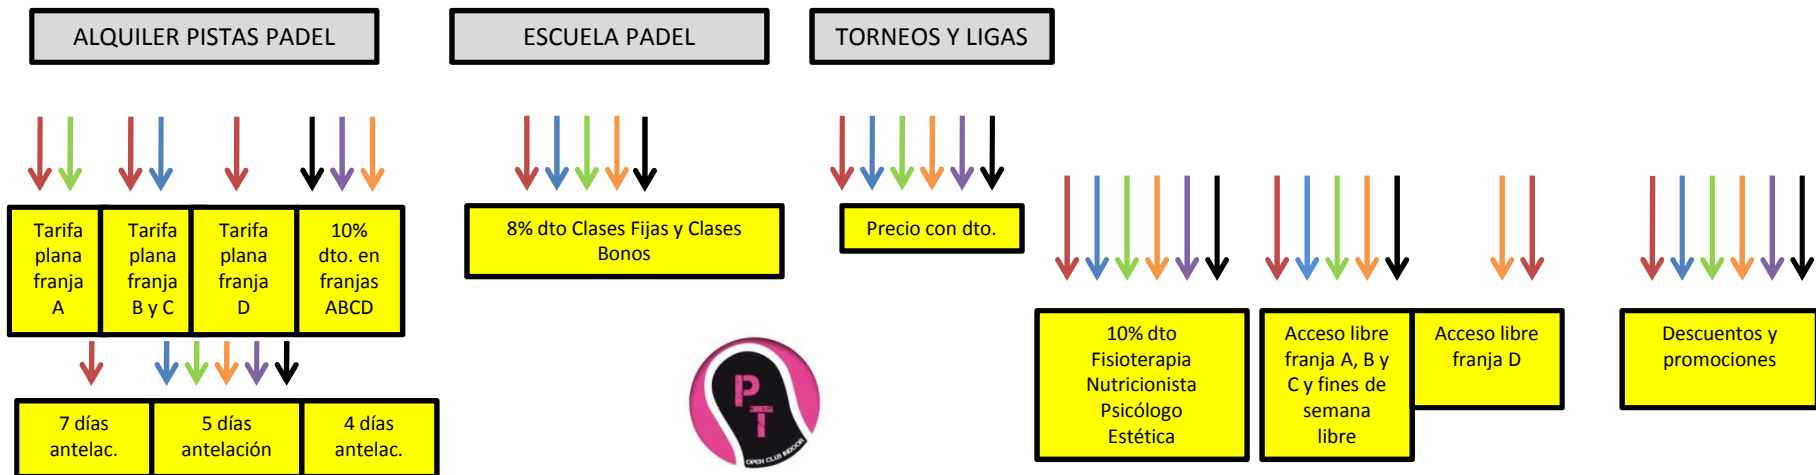 ALQUILER PISTAS PADEL
ESCUELA PADEL
TORNEOS Y LIGAS
Tarifa
plana
franja
A
Tarifa
plana
franja
B y C
Tarifa
plana
franja
D
10%
dto. en
franjas
ABCD
8% dto Clases Fijas y Clases
Bonos
Precio con dto.
10% dto
Fisioterapia
Nutricionista
Psicólogo
Estética
Acceso libre
franja A, B y
C y fines de
semana
libre
Acceso libre
franja D
Descuentos y
promociones
7 días
antelac.
5 días
antelación
4 días
antelac.
P
T
OPEN CLUB INDOOR